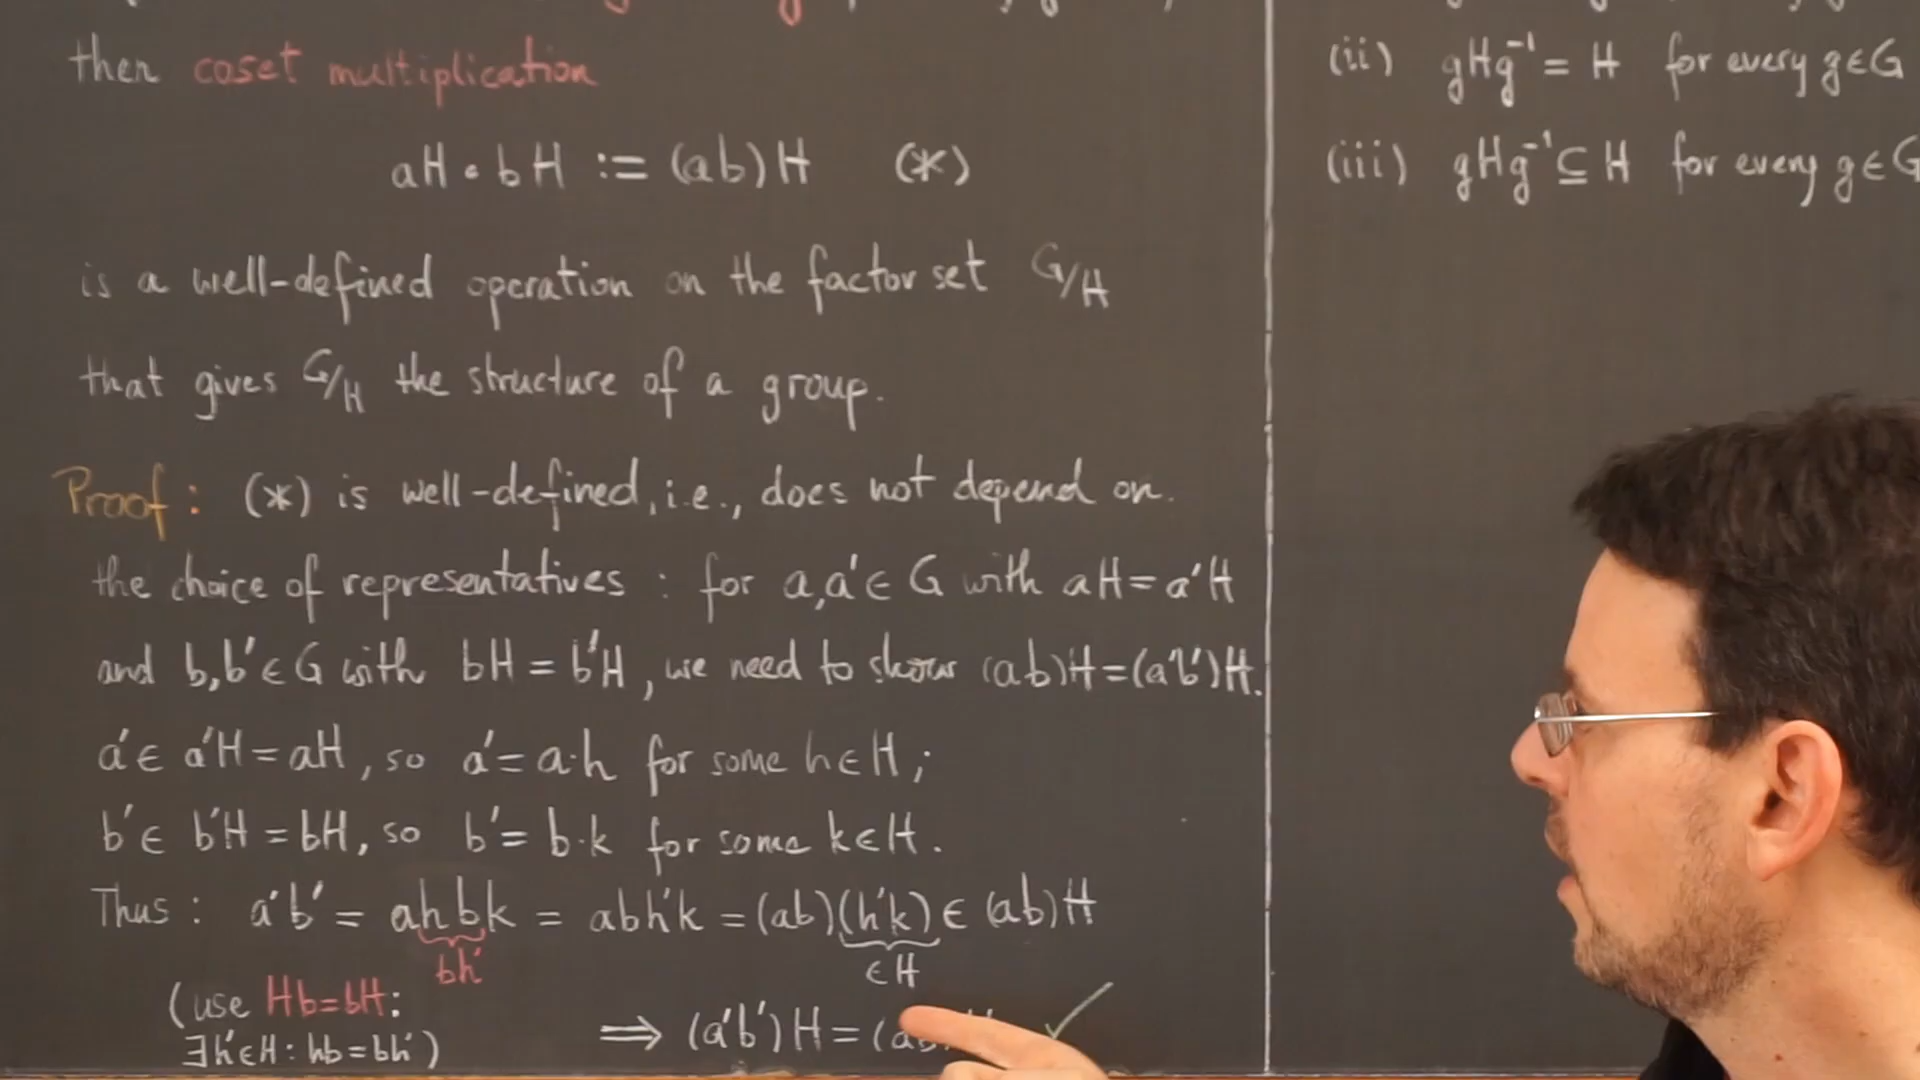 then coset multiplication
aH • bH := (ab)H (*)
is a well-defined operation on the factor set G/H
that gives G/H the structure of a group.
Proof: (*) is well-defined, i.e., does not depend on
the choice of representatives : for a,a'∈ G with aH = a'H
and b,b'∈G with bH = b'H, we need to show (ab)H=(a'b')H.
a'∈ a'H = aH, so a'= a·h for some h∈H;
b'∈ b'H = bH, so b'= b·k for some k∈H.
Thus : a'b' = ahbk = abh'k = (ab)(h'k) ∈ (ab)H
bh'
∈H
(use Hb=bH:
∃h'∈H: hb=bh')
⟹ (a'b')H = (ab ✓
(ii) gHg⁻¹ = H for every g∈G
(iii) gHg⁻¹ ⊆ H for every g∈G